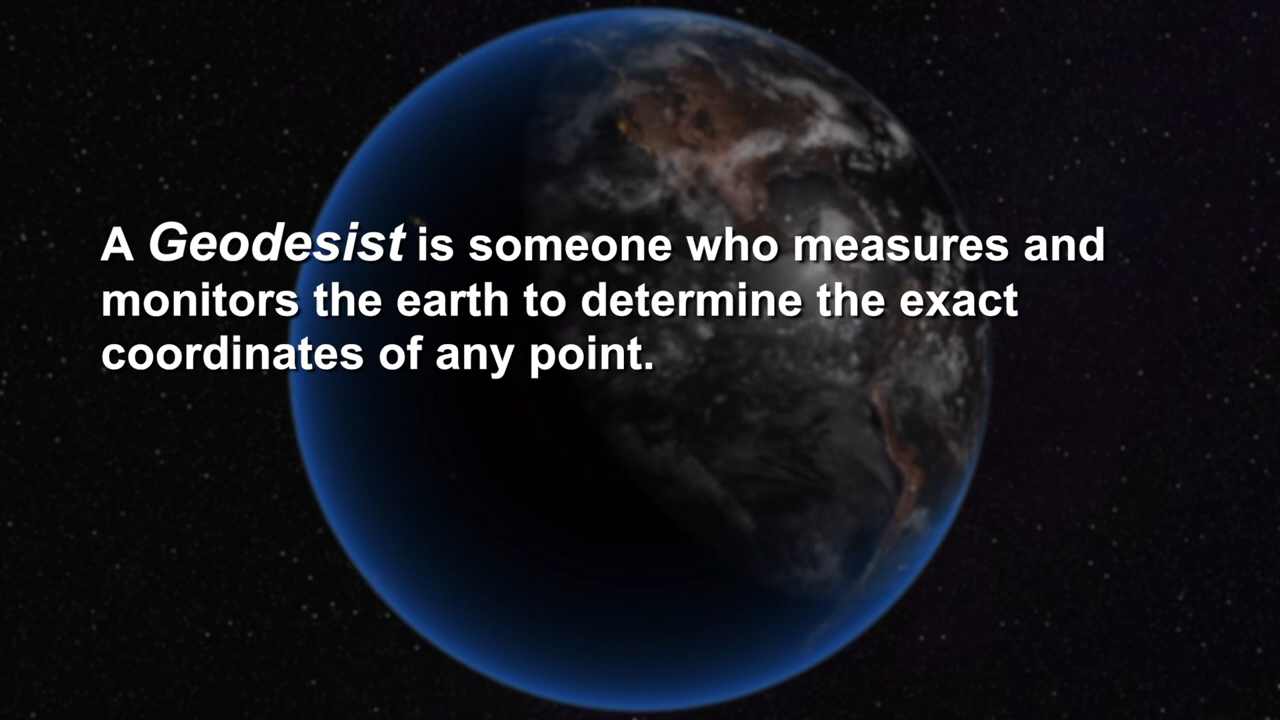 A Geodesist is someone who measures and
monitors the earth to determine the exact
coordinates of any point.